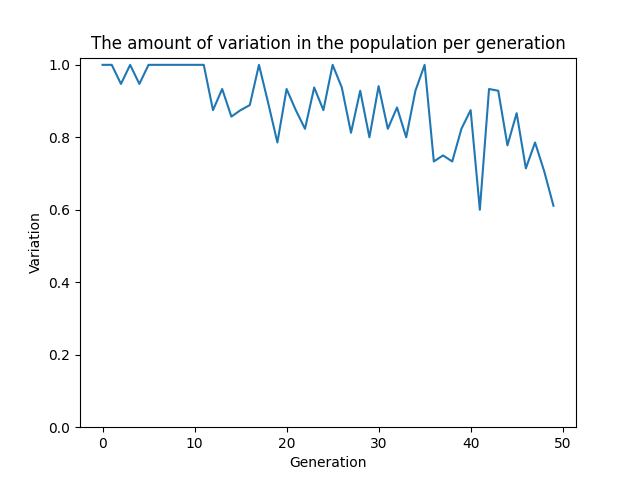 The amount of variation in the population per generation
1.0
0.8
0.6
0.4
0.2
0.0
Variation
0 10 20 30 40 50
Generation